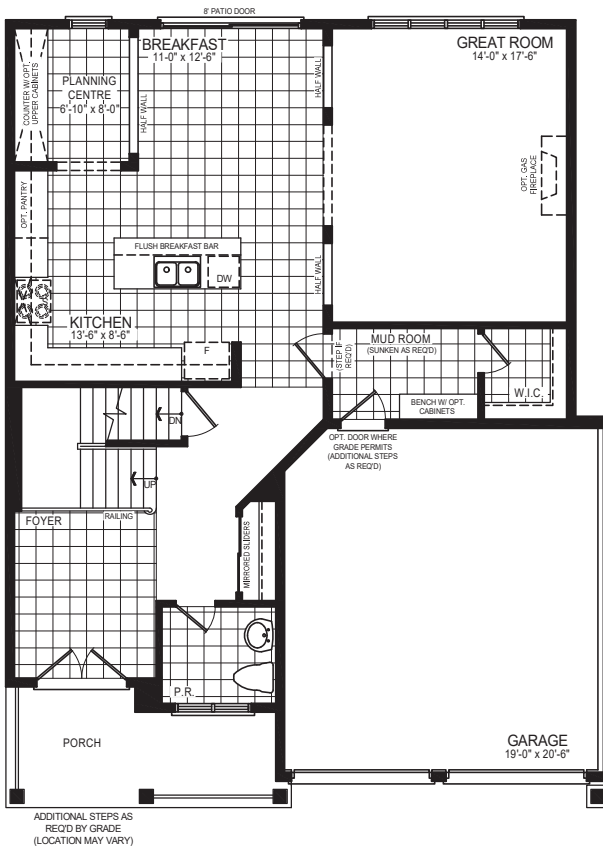 8' PATIO DOOR
BREAKFAST
11'-0" x 12'-6"
GREAT ROOM
14'-0" x 17'-6"
COUNTER W/ OPT.
UPPER CABINETS
PLANNING
CENTRE
6'-10" x 8'-0"
HALF WALL
HALF WALL
OPT. GAS
FIREPLACE
OPT. PANTRY
FLUSH BREAKFAST BAR
DW
HALF WALL
KITCHEN
13'-6" x 8'-6"
F
(STEP IF
REQ'D)
MUD ROOM
(SUNKEN AS REQ'D)
W.I.C.
BENCH W/ OPT.
CABINETS
DN
OPT. DOOR WHERE
GRADE PERMITS
(ADDITIONAL STEPS
AS REQ'D)
UP
FOYER
RAILING
MIRRORED SLIDERS
P.R.
PORCH
GARAGE
19'-0" x 20'-6"
ADDITIONAL STEPS AS
REQ'D BY GRADE
(LOCATION MAY VARY)